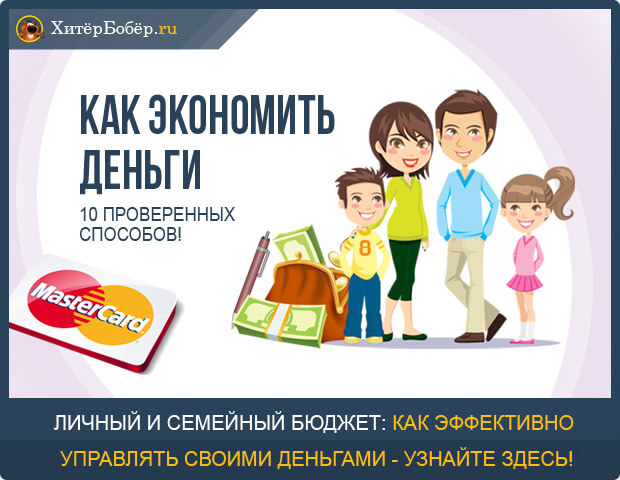 ХитёрБобёр.ru
КАК ЭКОНОМИТЬ
ДЕНЬГИ
10 ПРОВЕРЕННЫХ
СПОСОБОВ!
8
MasterCard
ЛИЧНЫЙ И СЕМЕЙНЫЙ БЮДЖЕТ: КАК ЭФФЕКТИВНО
УПРАВЛЯТЬ СВОИМИ ДЕНЬГАМИ - УЗНАЙТЕ ЗДЕСЬ!